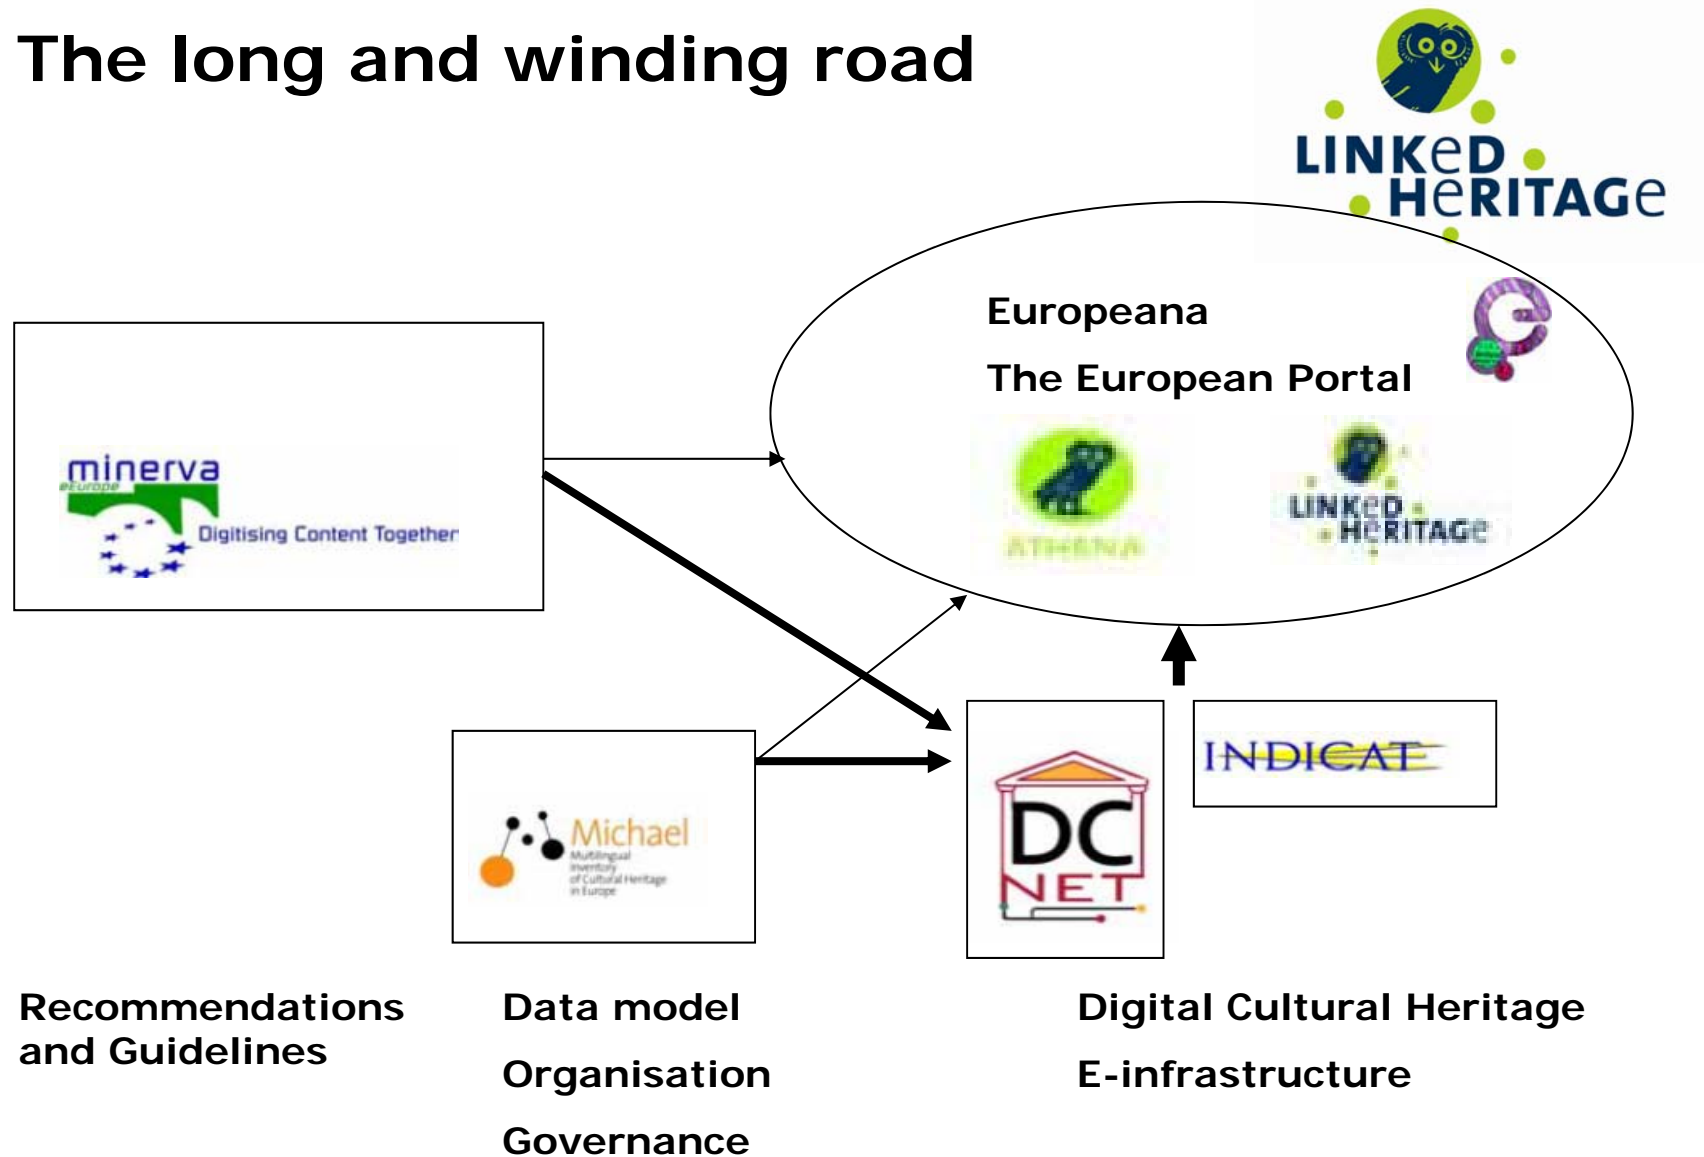 The long and winding road
LINKeD
HeRITAGe
Europeana
The European Portal
minerva
eEurope
Digitising Content Together
ATHENA
LINKeD
HeRITAGe
INDICAT
DC
NET
Michael
Multilingual
Inventory
of Cultural Heritage
in Europe
Recommendations
and Guidelines
Data model
Organisation
Governance
Digital Cultural Heritage
E-infrastructure